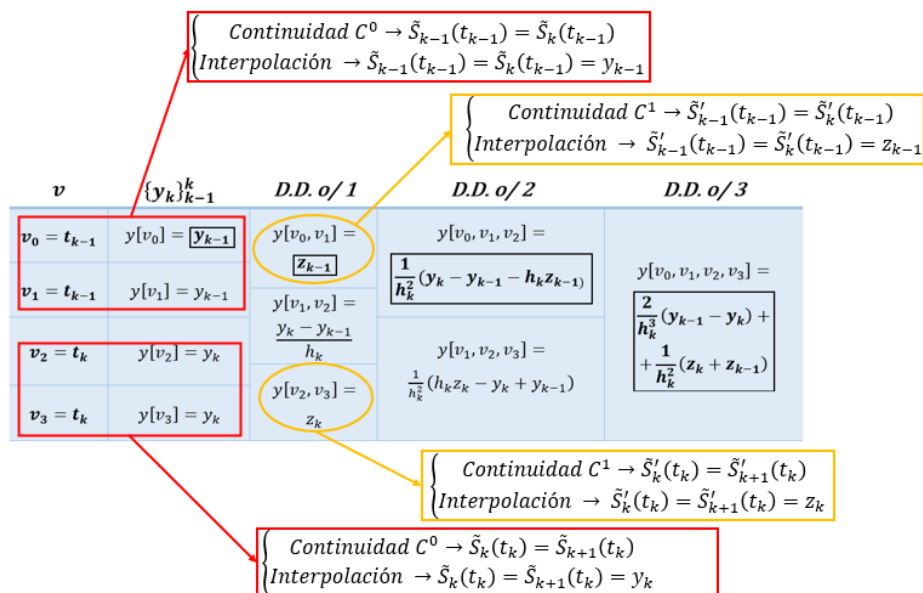 Continuidad C⁰ → S̃ₖ₋₁(tₖ₋₁) = S̃ₖ(tₖ₋₁)
Interpolación → S̃ₖ₋₁(tₖ₋₁) = S̃ₖ(tₖ₋₁) = yₖ₋₁
Continuidad C¹ → S̃′ₖ₋₁(tₖ₋₁) = S̃′ₖ(tₖ₋₁)
Interpolación → S̃′ₖ₋₁(tₖ₋₁) = S̃′ₖ(tₖ₋₁) = zₖ₋₁
v {yₖ}ᵏₖ₋₁ D.D. o/1 D.D. o/2 D.D. o/3
v₀ = tₖ₋₁ y[v₀] = yₖ₋₁
v₁ = tₖ₋₁ y[v₁] = yₖ₋₁
v₂ = tₖ y[v₂] = yₖ
v₃ = tₖ y[v₃] = yₖ
y[v₀, v₁] =
zₖ₋₁
y[v₁, v₂] =
yₖ − yₖ₋₁
hₖ
y[v₂, v₃] =
zₖ
y[v₀, v₁, v₂] =
1/hₖ² (yₖ − yₖ₋₁ − hₖzₖ₋₁)
y[v₁, v₂, v₃] =
1/hₖ² (hₖzₖ − yₖ + yₖ₋₁)
y[v₀, v₁, v₂, v₃] =
2/hₖ³ (yₖ₋₁ − yₖ) +
+ 1/hₖ² (zₖ + zₖ₋₁)
Continuidad C¹ → S̃′ₖ(tₖ) = S̃′ₖ₊₁(tₖ)
Interpolación → S̃′ₖ(tₖ) = S̃′ₖ₊₁(tₖ) = zₖ
Continuidad C⁰ → S̃ₖ(tₖ) = S̃ₖ₊₁(tₖ)
Interpolación → S̃ₖ(tₖ) = S̃ₖ₊₁(tₖ) = yₖ